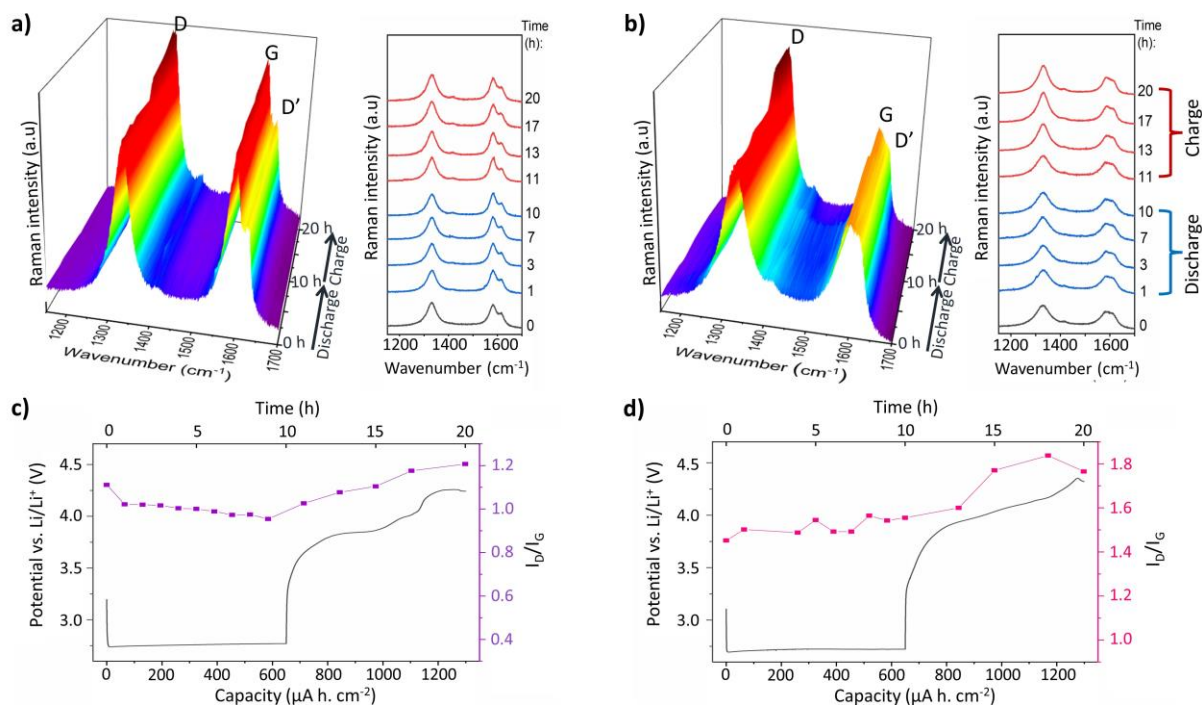 a)
D
G
D’
Raman intensity (a.u)
1200
1300
1400
1500
1600
1700
Wavenumber (cm-1)
0 h
10 h
20 h
Discharge
Charge
Raman intensity (a.u)
Time
(h):
20
17
13
11
10
7
3
1
0
1200 1400 1600
Wavenumber (cm-1)
b)
D
G
D’
Raman intensity (a.u)
1200
1300
1400
1500
1600
1700
Wavenumber (cm-1)
0 h
10 h
20 h
Discharge
Charge
Raman intensity (a.u)
Time
(h):
20
17
13
11
10
7
3
1
0
Charge
Discharge
1200 1400 1600
Wavenumber (cm-1)
c)
Time (h)
0 5 10 15 20
Potential vs. Li/Li+ (V)
4.5
4.0
3.5
3.0
1.2
1.0
0.8
0.6
0.4
ID/IG
0 200 400 600 800 1000 1200
Capacity (µA h. cm-2)
d)
Time (h)
0 5 10 15 20
Potential vs. Li/Li+ (V)
4.5
4.0
3.5
3.0
1.8
1.6
1.4
1.2
1.0
ID/IG
0 200 400 600 800 1000 1200
Capacity (µA h. cm-2)